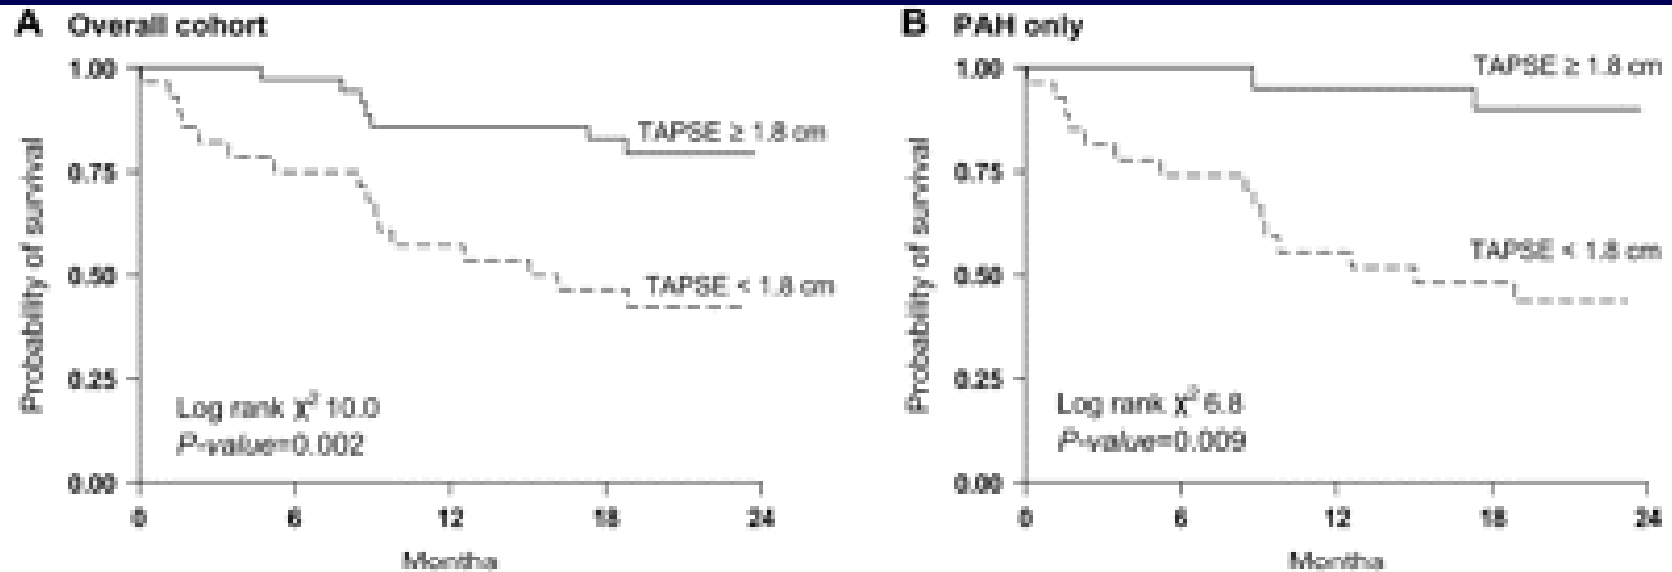 A Overall cohort
Probability of survival
1.00
0.75
0.50
0.25
0.00
TAPSE ≥ 1.8 cm
TAPSE < 1.8 cm
Log rank χ² 10.0
P-value=0.002
0 6 12 18 24
Months
B PAH only
Probability of survival
1.00
0.75
0.50
0.25
0.00
TAPSE ≥ 1.8 cm
TAPSE < 1.8 cm
Log rank χ² 6.8
P-value=0.009
0 6 12 18 24
Months